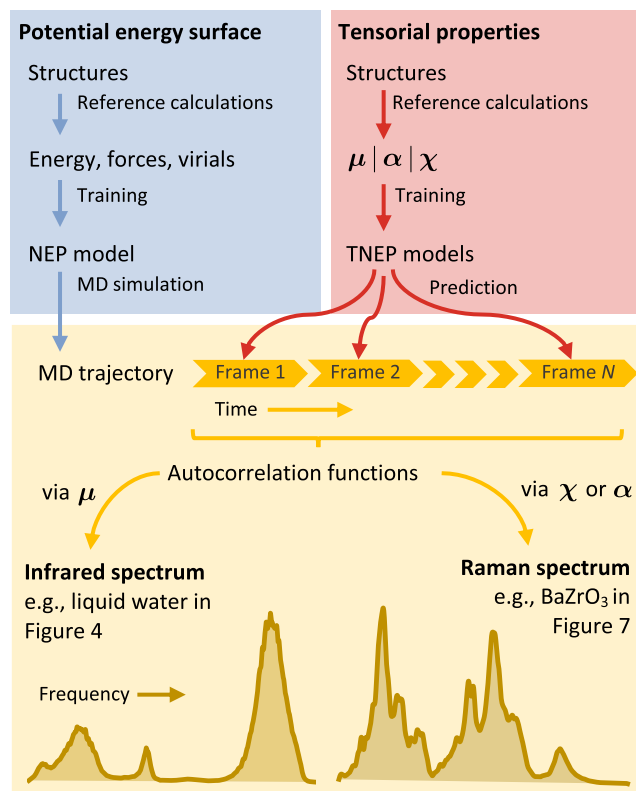 Potential energy surface
Structures
Reference calculations
Energy, forces, virials
Training
NEP model
MD simulation
Tensorial properties
Structures
Reference calculations
μ | α | χ
Training
TNEP models
Prediction
MD trajectory
Frame 1
Frame 2
Frame N
Time
Autocorrelation functions
via μ
via χ or α
Infrared spectrum
e.g., liquid water in
Figure 4
Raman spectrum
e.g., BaZrO₃ in
Figure 7
Frequency